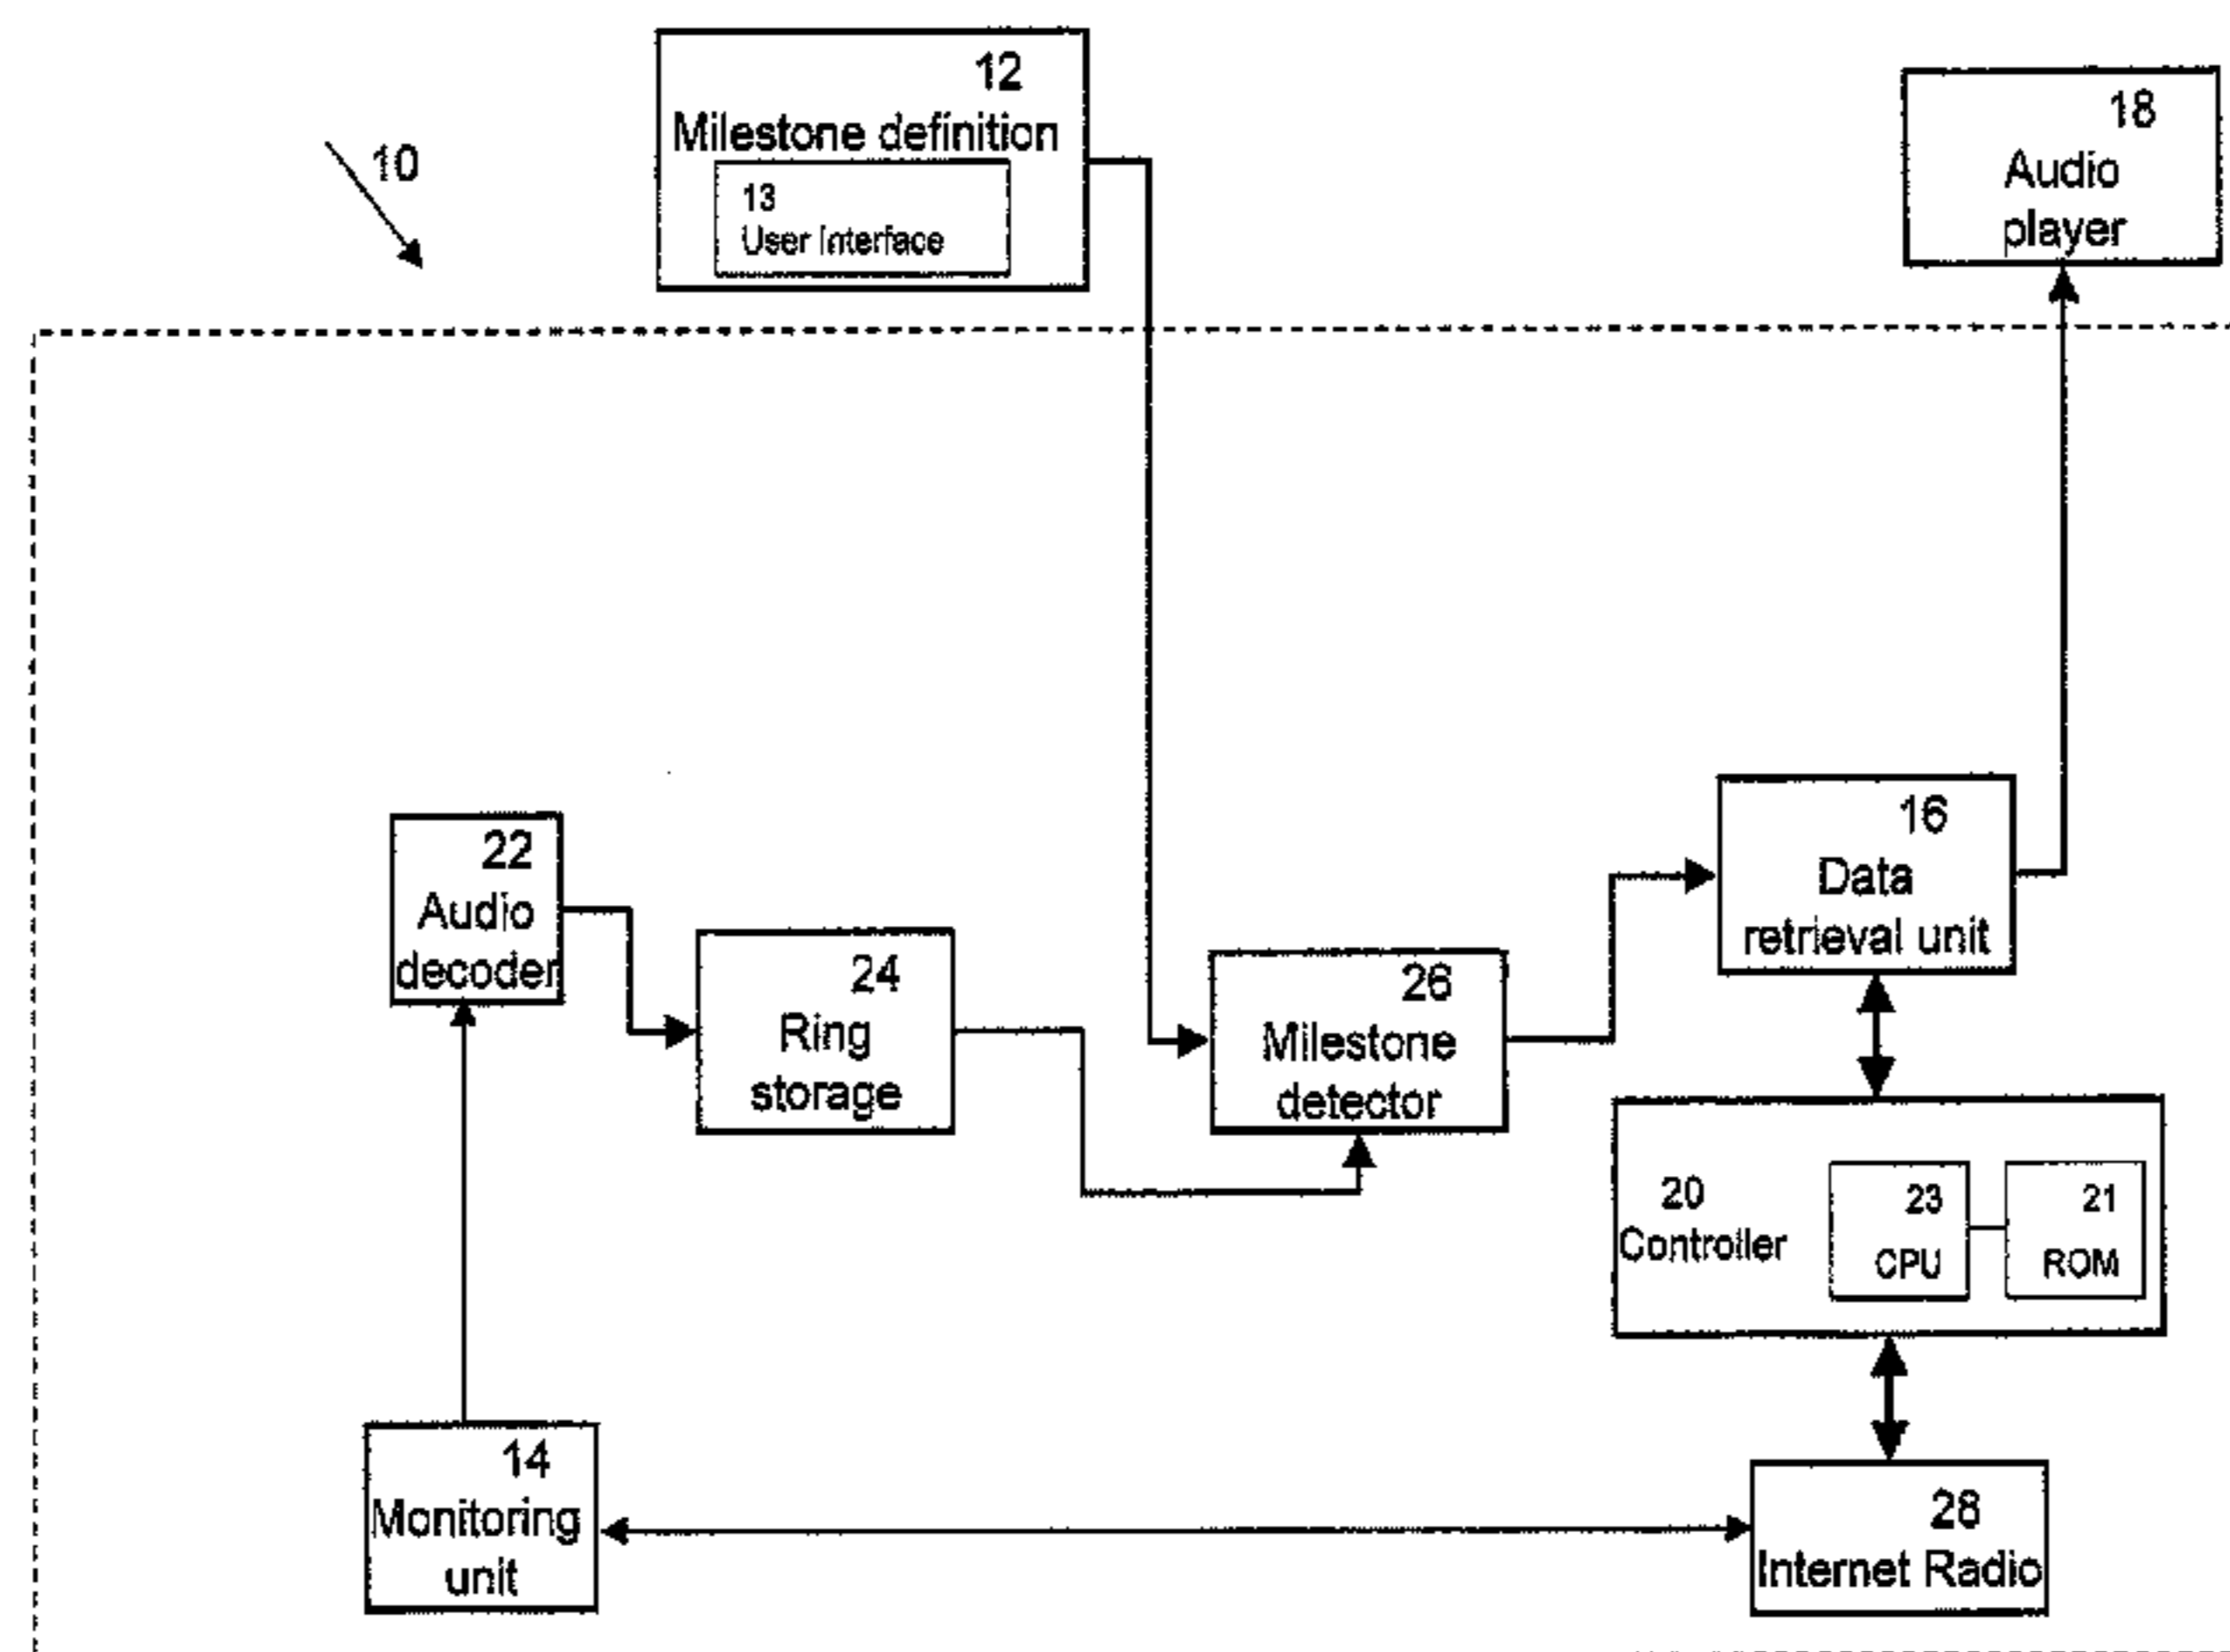 10
12
Milestone definition
13
User Interface
18
Audio
player
22
Audio
decoder
24
Ring
storage
26
Milestone
detector
16
Data
retrieval unit
20
Controller
23
CPU
21
ROM
14
Monitoring
unit
28
Internet Radio